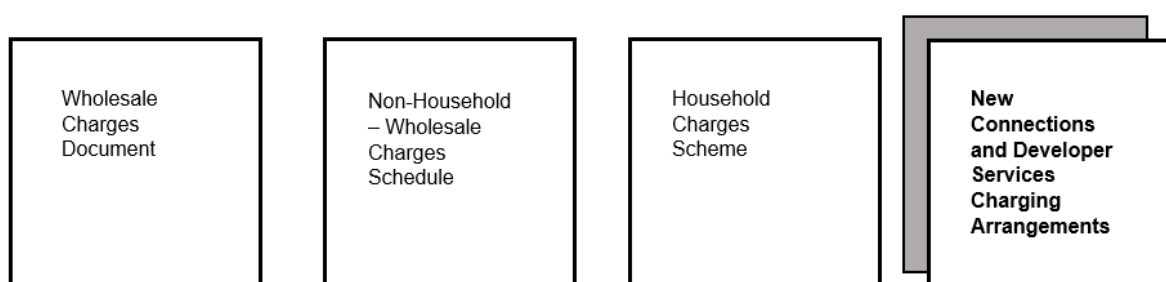 Wholesale
Charges
Document
Non-Household
– Wholesale
Charges
Schedule
Household
Charges
Scheme
New
Connections
and Developer
Services
Charging
Arrangements